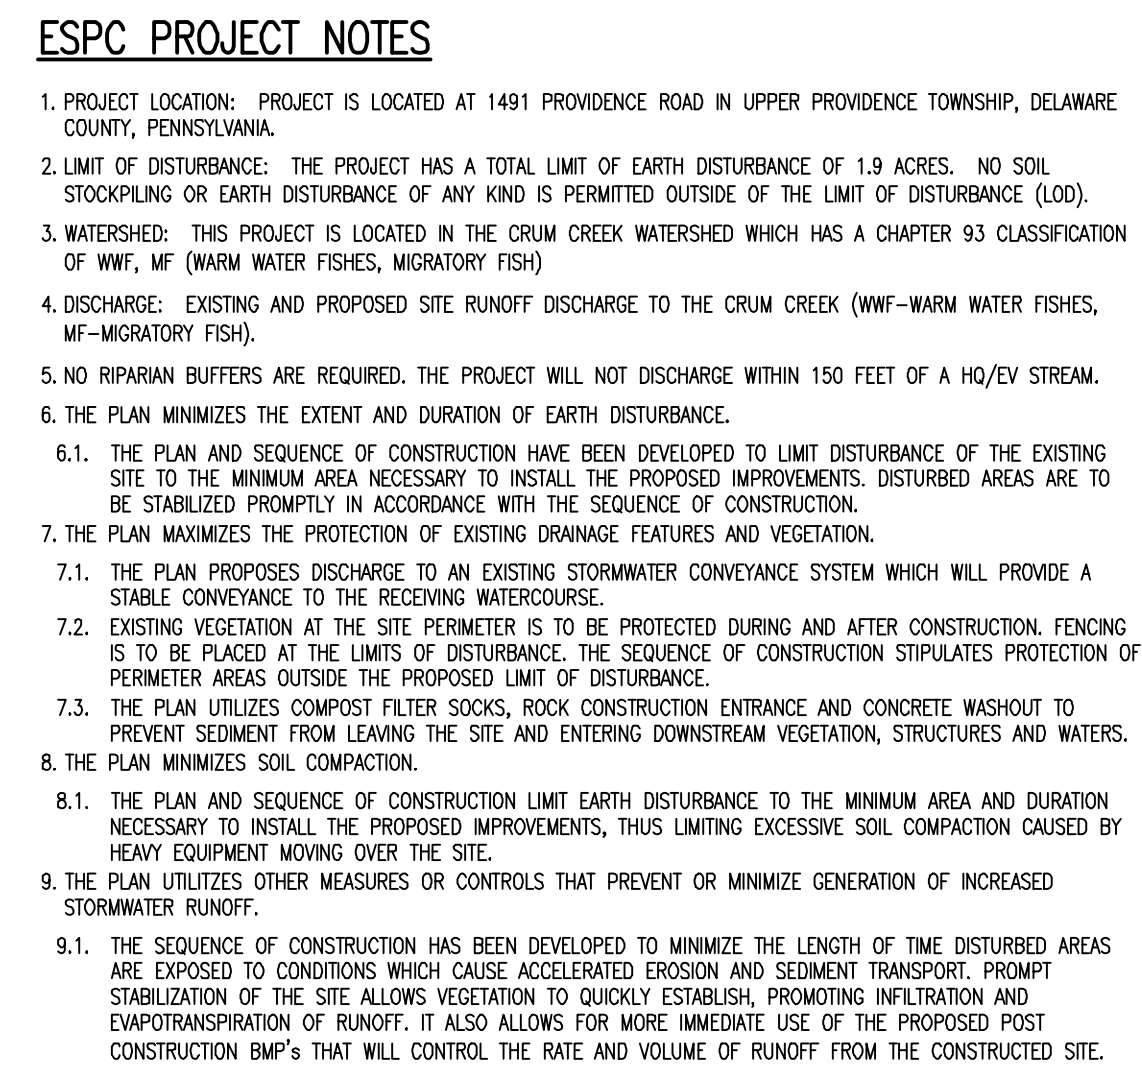 ESPC PROJECT NOTES
1. PROJECT LOCATION: PROJECT IS LOCATED AT 1491 PROVIDENCE ROAD IN UPPER PROVIDENCE TOWNSHIP, DELAWARE
COUNTY, PENNSYLVANIA.
2. LIMIT OF DISTURBANCE: THE PROJECT HAS A TOTAL LIMIT OF EARTH DISTURBANCE OF 1.9 ACRES. NO SOIL
STOCKPILING OR EARTH DISTURBANCE OF ANY KIND IS PERMITTED OUTSIDE OF THE LIMIT OF DISTURBANCE (LOD).
3. WATERSHED: THIS PROJECT IS LOCATED IN THE CRUM CREEK WATERSHED WHICH HAS A CHAPTER 93 CLASSIFICATION
OF WWF, MF (WARM WATER FISHES, MIGRATORY FISH)
4. DISCHARGE: EXISTING AND PROPOSED SITE RUNOFF DISCHARGE TO THE CRUM CREEK (WWF-WARM WATER FISHES,
MF-MIGRATORY FISH).
5. NO RIPARIAN BUFFERS ARE REQUIRED. THE PROJECT WILL NOT DISCHARGE WITHIN 150 FEET OF A HQ/EV STREAM.
6. THE PLAN MINIMIZES THE EXTENT AND DURATION OF EARTH DISTURBANCE.
6.1. THE PLAN AND SEQUENCE OF CONSTRUCTION HAVE BEEN DEVELOPED TO LIMIT DISTURBANCE OF THE EXISTING
SITE TO THE MINIMUM AREA NECESSARY TO INSTALL THE PROPOSED IMPROVEMENTS. DISTURBED AREAS ARE TO
BE STABILIZED PROMPTLY IN ACCORDANCE WITH THE SEQUENCE OF CONSTRUCTION.
7. THE PLAN MAXIMIZES THE PROTECTION OF EXISTING DRAINAGE FEATURES AND VEGETATION.
7.1. THE PLAN PROPOSES DISCHARGE TO AN EXISTING STORMWATER CONVEYANCE SYSTEM WHICH WILL PROVIDE A
STABLE CONVEYANCE TO THE RECEIVING WATERCOURSE.
7.2. EXISTING VEGETATION AT THE SITE PERIMETER IS TO BE PROTECTED DURING AND AFTER CONSTRUCTION. FENCING
IS TO BE PLACED AT THE LIMITS OF DISTURBANCE. THE SEQUENCE OF CONSTRUCTION STIPULATES PROTECTION OF
PERIMETER AREAS OUTSIDE THE PROPOSED LIMIT OF DISTURBANCE.
7.3. THE PLAN UTILIZES COMPOST FILTER SOCKS, ROCK CONSTRUCTION ENTRANCE AND CONCRETE WASHOUT TO
PREVENT SEDIMENT FROM LEAVING THE SITE AND ENTERING DOWNSTREAM VEGETATION, STRUCTURES AND WATERS.
8. THE PLAN MINIMIZES SOIL COMPACTION.
8.1. THE PLAN AND SEQUENCE OF CONSTRUCTION LIMIT EARTH DISTURBANCE TO THE MINIMUM AREA AND DURATION
NECESSARY TO INSTALL THE PROPOSED IMPROVEMENTS, THUS LIMITING EXCESSIVE SOIL COMPACTION CAUSED BY
HEAVY EQUIPMENT MOVING OVER THE SITE.
9. THE PLAN UTILITZES OTHER MEASURES OR CONTROLS THAT PREVENT OR MINIMIZE GENERATION OF INCREASED
STORMWATER RUNOFF.
9.1. THE SEQUENCE OF CONSTRUCTION HAS BEEN DEVELOPED TO MINIMIZE THE LENGTH OF TIME DISTURBED AREAS
ARE EXPOSED TO CONDITIONS WHICH CAUSE ACCELERATED EROSION AND SEDIMENT TRANSPORT. PROMPT
STABILIZATION OF THE SITE ALLOWS VEGETATION TO QUICKLY ESTABLISH, PROMOTING INFILTRATION AND
EVAPOTRANSPIRATION OF RUNOFF. IT ALSO ALLOWS FOR MORE IMMEDIATE USE OF THE PROPOSED POST
CONSTRUCTION BMP's THAT WILL CONTROL THE RATE AND VOLUME OF RUNOFF FROM THE CONSTRUCTED SITE.